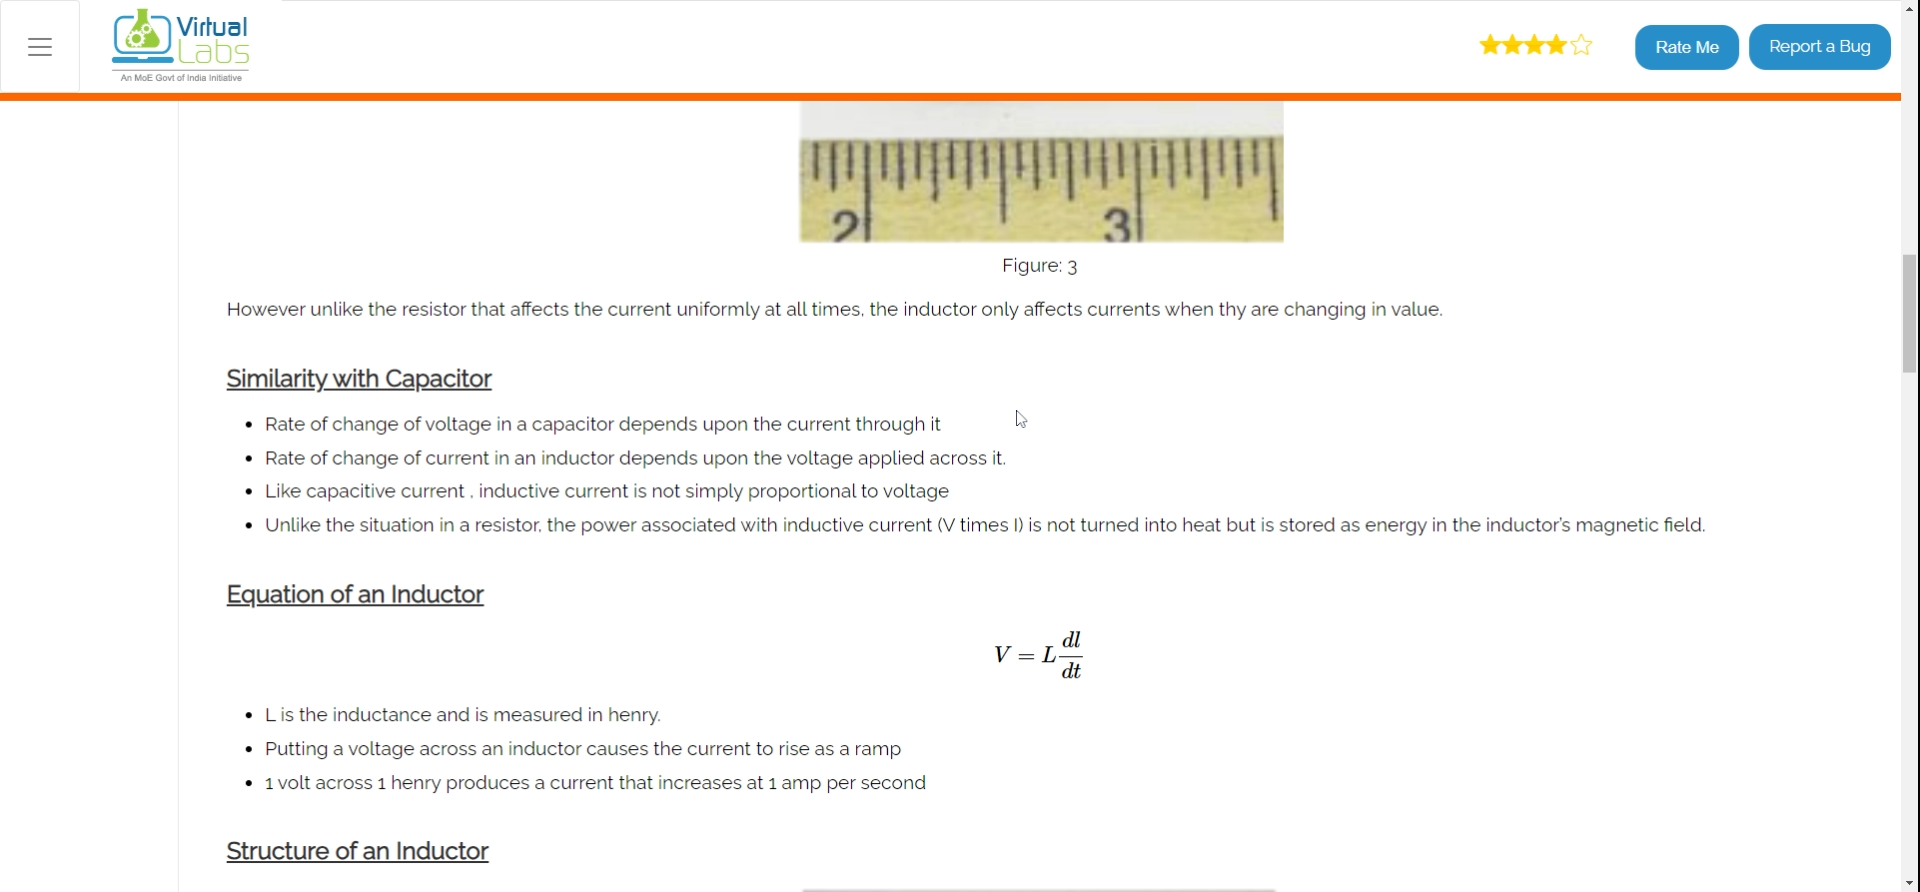 Virtual
Labs
An MoE Govt of India Initiative
Rate Me
Report a Bug
2
3
Figure: 3
However unlike the resistor that affects the current uniformly at all times, the inductor only affects currents when thy are changing in value.
Similarity with Capacitor
• Rate of change of voltage in a capacitor depends upon the current through it
• Rate of change of current in an inductor depends upon the voltage applied across it.
• Like capacitive current , inductive current is not simply proportional to voltage
• Unlike the situation in a resistor, the power associated with inductive current (V times I) is not turned into heat but is stored as energy in the inductor's magnetic field.
Equation of an Inductor
V = L dl/dt
• L is the inductance and is measured in henry.
• Putting a voltage across an inductor causes the current to rise as a ramp
• 1 volt across 1 henry produces a current that increases at 1 amp per second
Structure of an Inductor